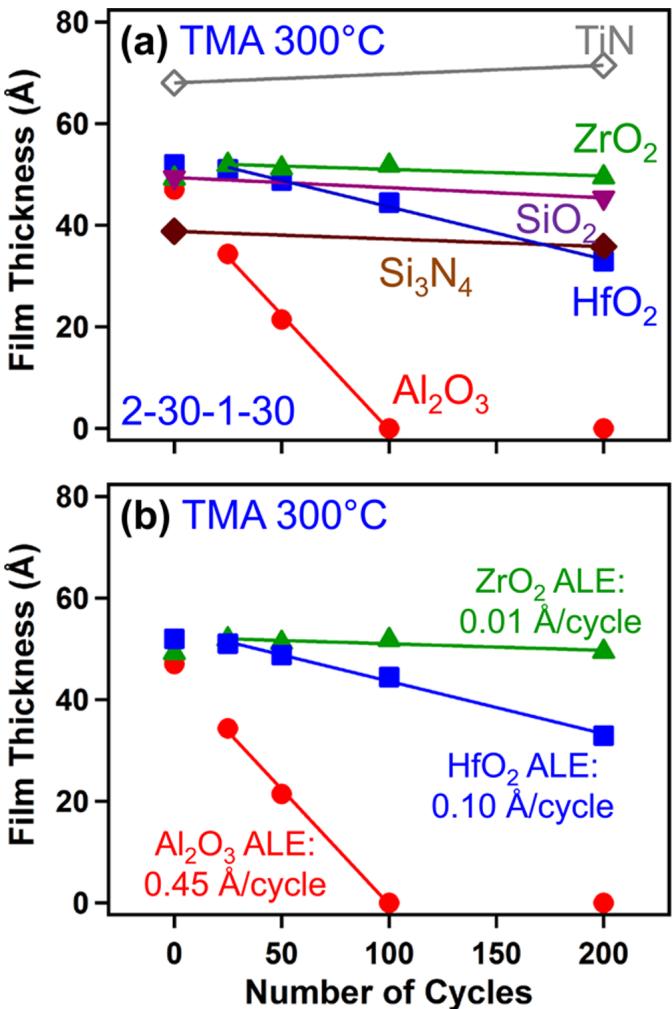 (a) TMA 300°C
TiN
ZrO₂
SiO₂
Si₃N₄
HfO₂
Al₂O₃
2-30-1-30
Film Thickness (Å)
80
60
40
20
0
(b) TMA 300°C
ZrO₂ ALE:
0.01 Å/cycle
HfO₂ ALE:
0.10 Å/cycle
Al₂O₃ ALE:
0.45 Å/cycle
Film Thickness (Å)
80
60
40
20
0
0 50 100 150 200
Number of Cycles